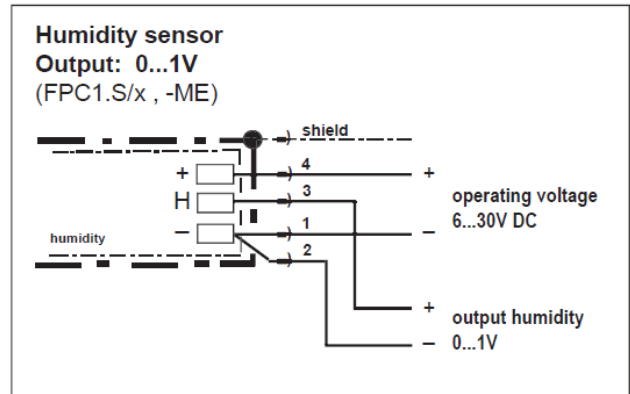 Humidity sensor
Output: 0...1V
(FPC1.S/x , -ME)
shield
+ 4 +
H 3
operating voltage
6...30V DC
– 1 –
humidity
2
+
output humidity
– 0...1V